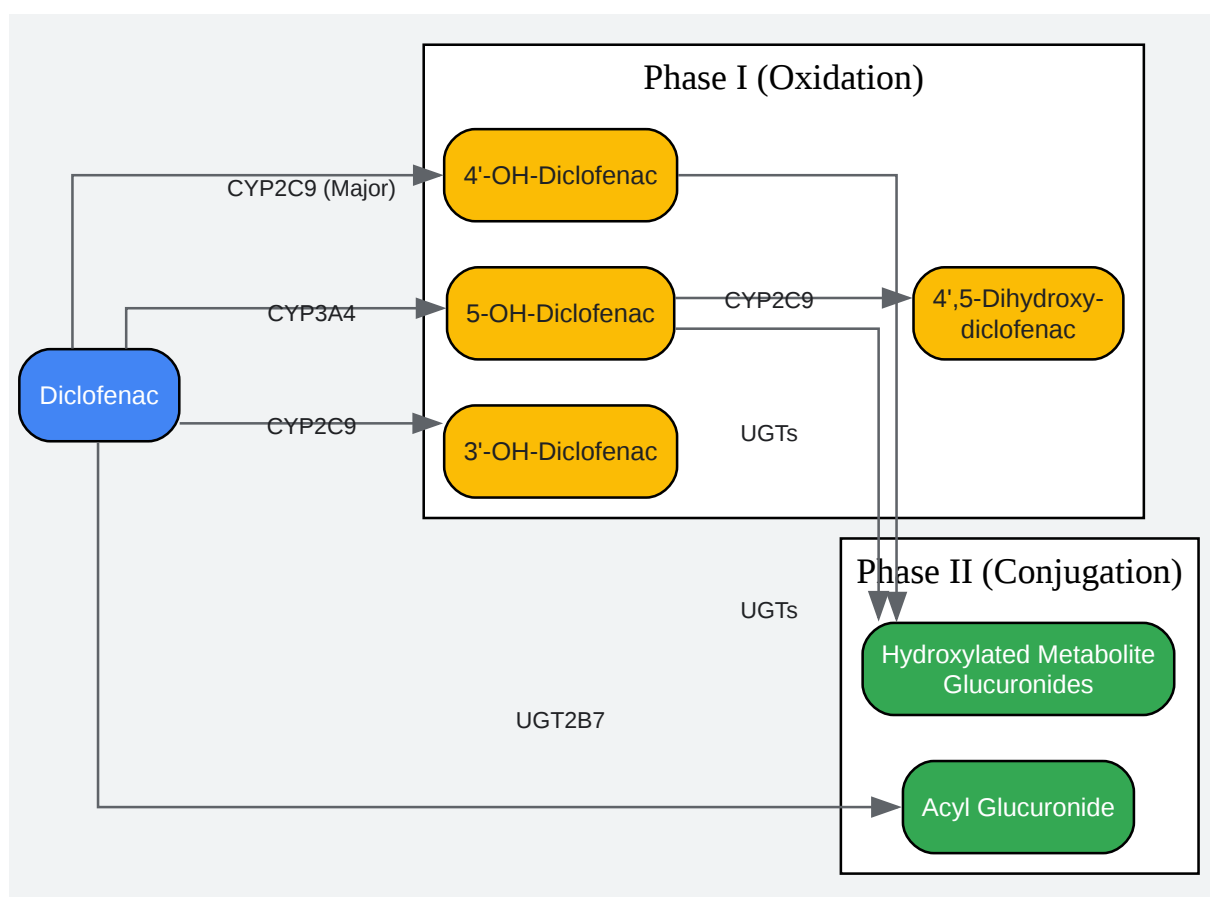 Phase I (Oxidation)
4'-OH-Diclofenac
CYP2C9 (Major)
CYP3A4
5-OH-Diclofenac
CYP2C9
4',5-Dihydroxy-
diclofenac
Diclofenac
CYP2C9
3'-OH-Diclofenac
UGTs
Phase II (Conjugation)
UGTs
Hydroxylated Metabolite
Glucuronides
UGT2B7
Acyl Glucuronide